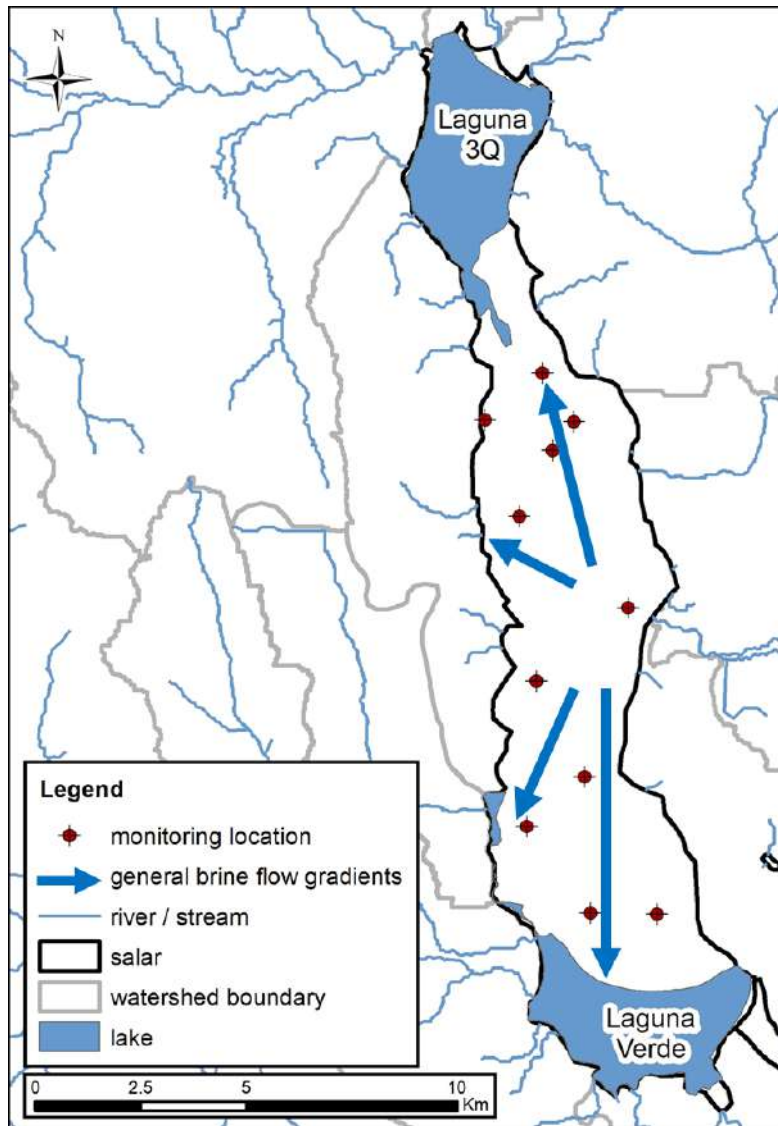 N
Laguna
3Q
Laguna
Verde
Legend
monitoring location
general brine flow gradients
river / stream
salar
watershed boundary
lake
0 2.5 5 10
Km